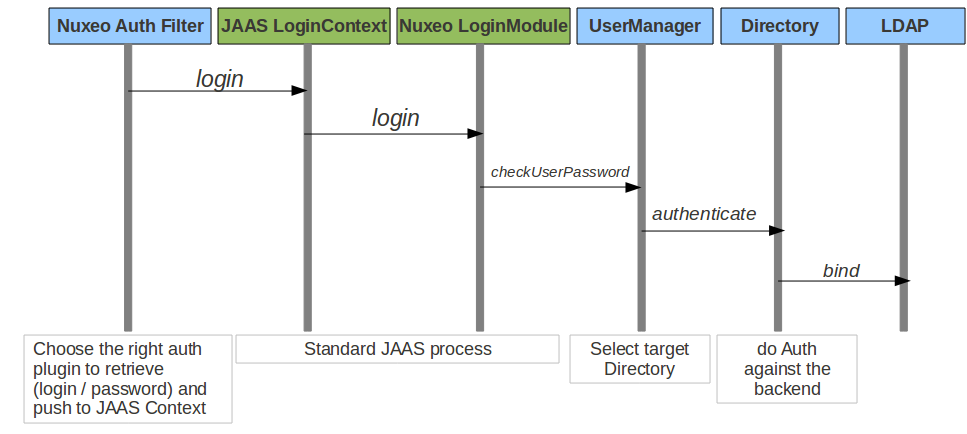 Nuxeo Auth Filter
JAAS LoginContext
Nuxeo LoginModule
UserManager
Directory
LDAP
login
login
checkUserPassword
authenticate
bind
Choose the right auth
plugin to retrieve
(login / password) and
push to JAAS Context
Standard JAAS process
Select target
Directory
do Auth
against the
backend